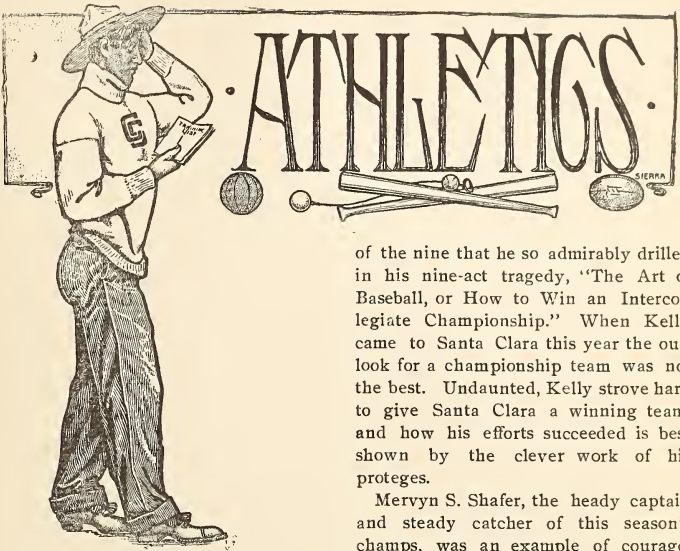 ATHLETICS
SIERRA
SC
TRAINING
of the nine that he so admirably drille
in his nine-act tragedy, "The Art o
Baseball, or How to Win an Interco
legiate Championship." When Kell
came to Santa Clara this year the ou
look for a championship team was no
the best. Undaunted, Kelly strove har
to give Santa Clara a winning team
and how his efforts succeeded is bes
shown by the clever work of hi
proteges.
Mervyn S. Shafer, the heady captai
and steady catcher of this season'
champs, was an example of courage